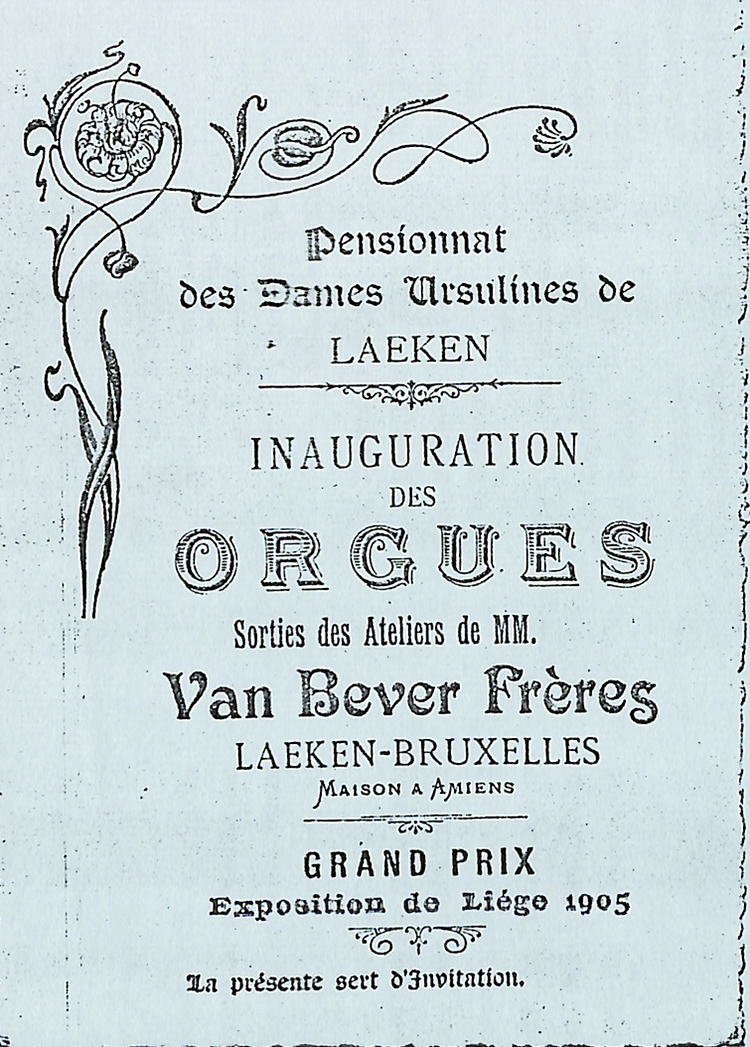 Pensionnat
des Dames Ursulines de
LAEKEN
INAUGURATION
DES
ORGUES
Sorties des Ateliers de MM.
Van Bever Frères
LAEKEN-BRUXELLES
MAISON A AMIENS
GRAND PRIX
Exposition de Liége 1905
La présente sert d'Invitation.